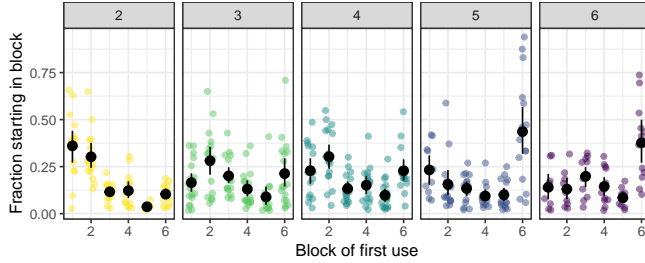 2 3 4 5 6
Fraction starting in block
0.75
0.50
0.25
0.00
2 4 6 2 4 6 2 4 6 2 4 6 2 4 6
Block of first use